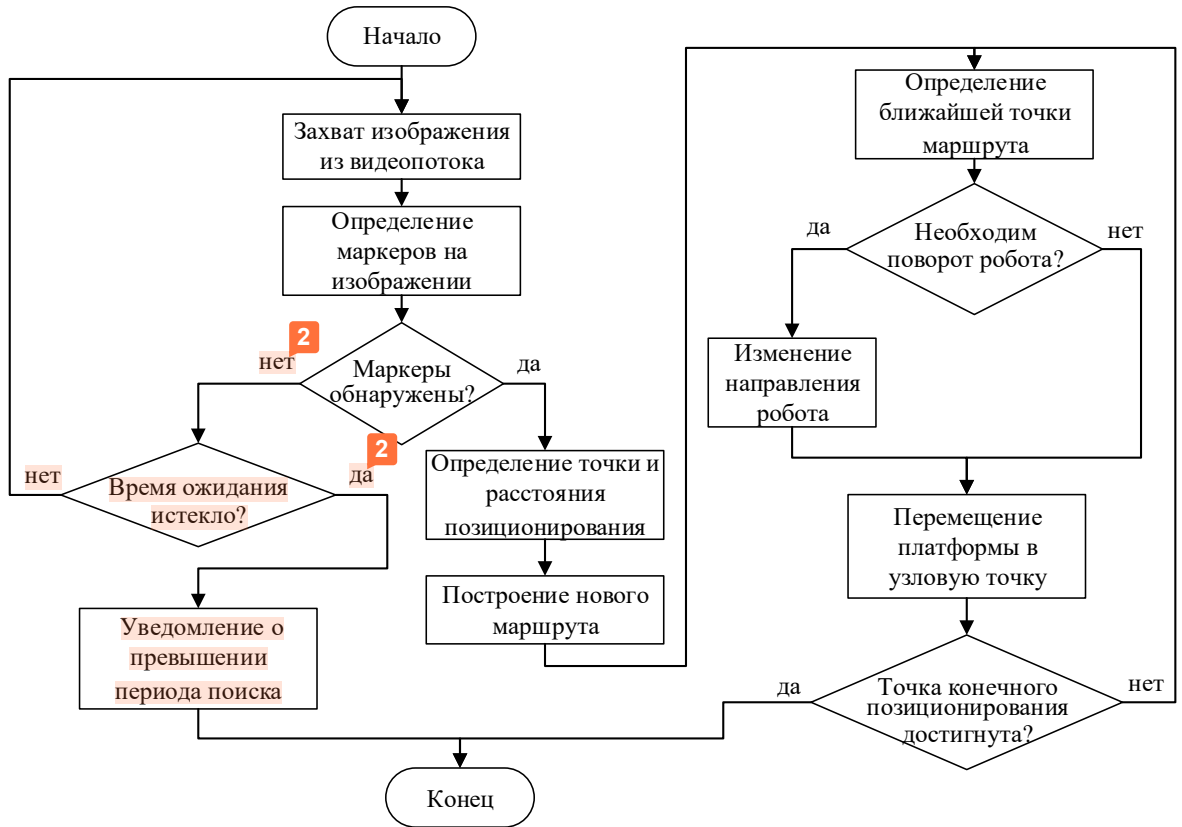 Начало
Захват изображения
из видеопотока
Определение
маркеров на
изображении
2
нет
Маркеры
обнаружены?
да
нет
Время ожидания
истекло?
2
да
Уведомление о
превышении
периода поиска
Определение точки и
расстояния
позиционирования
Построение нового
маршрута
Определение
ближайшей точки
маршрута
да
Необходим
поворот робота?
нет
Изменение
направления
робота
Перемещение
платформы в
узловую точку
да
Точка конечного
позиционирования
достигнута?
нет
Конец